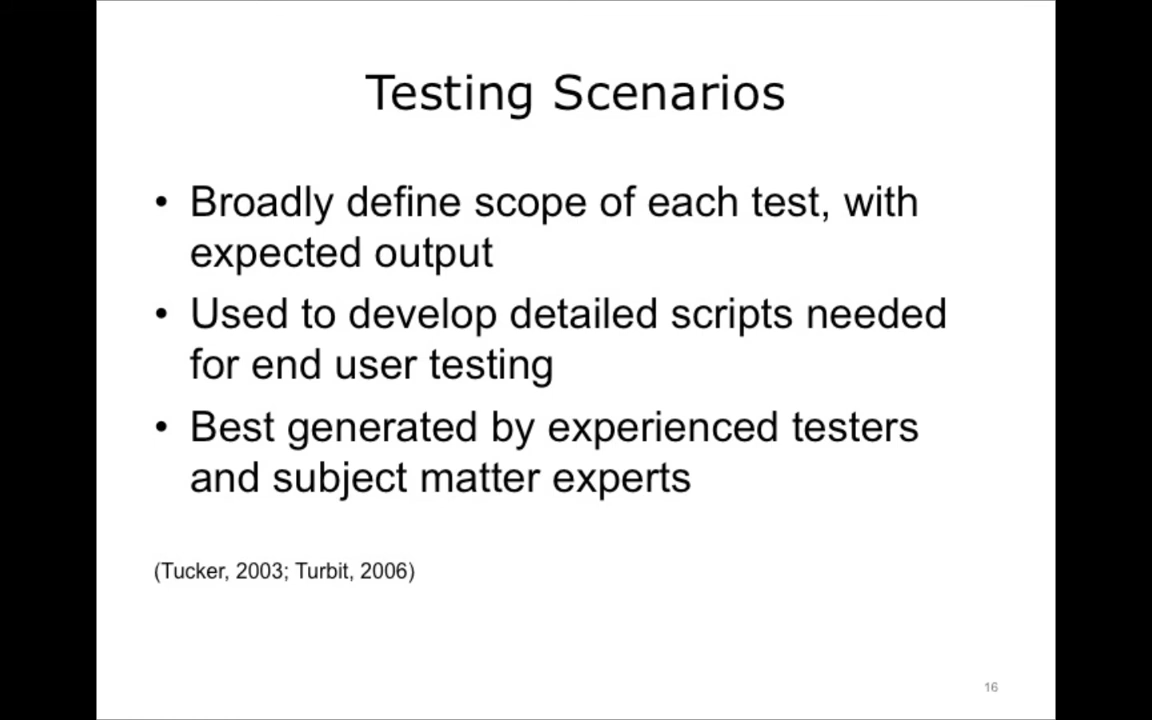 Testing Scenarios
• Broadly define scope of each test, with
expected output
• Used to develop detailed scripts needed
for end user testing
• Best generated by experienced testers
and subject matter experts
(Tucker, 2003; Turbit, 2006)
16